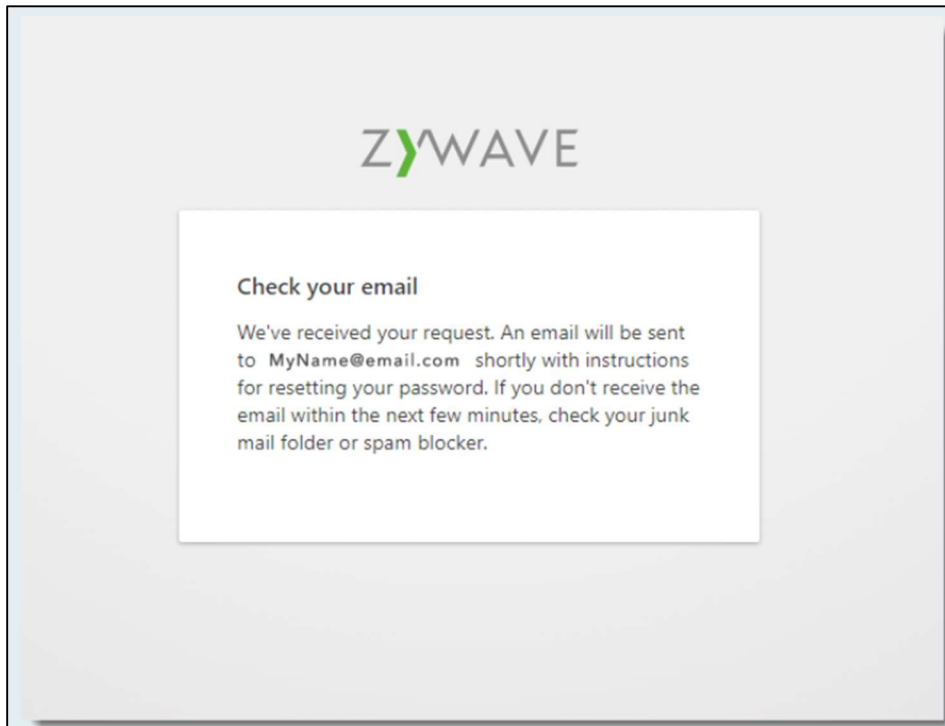 ZYWAVE
Check your email
We've received your request. An email will be sent
to MyName@email.com shortly with instructions
for resetting your password. If you don't receive the
email within the next few minutes, check your junk
mail folder or spam blocker.